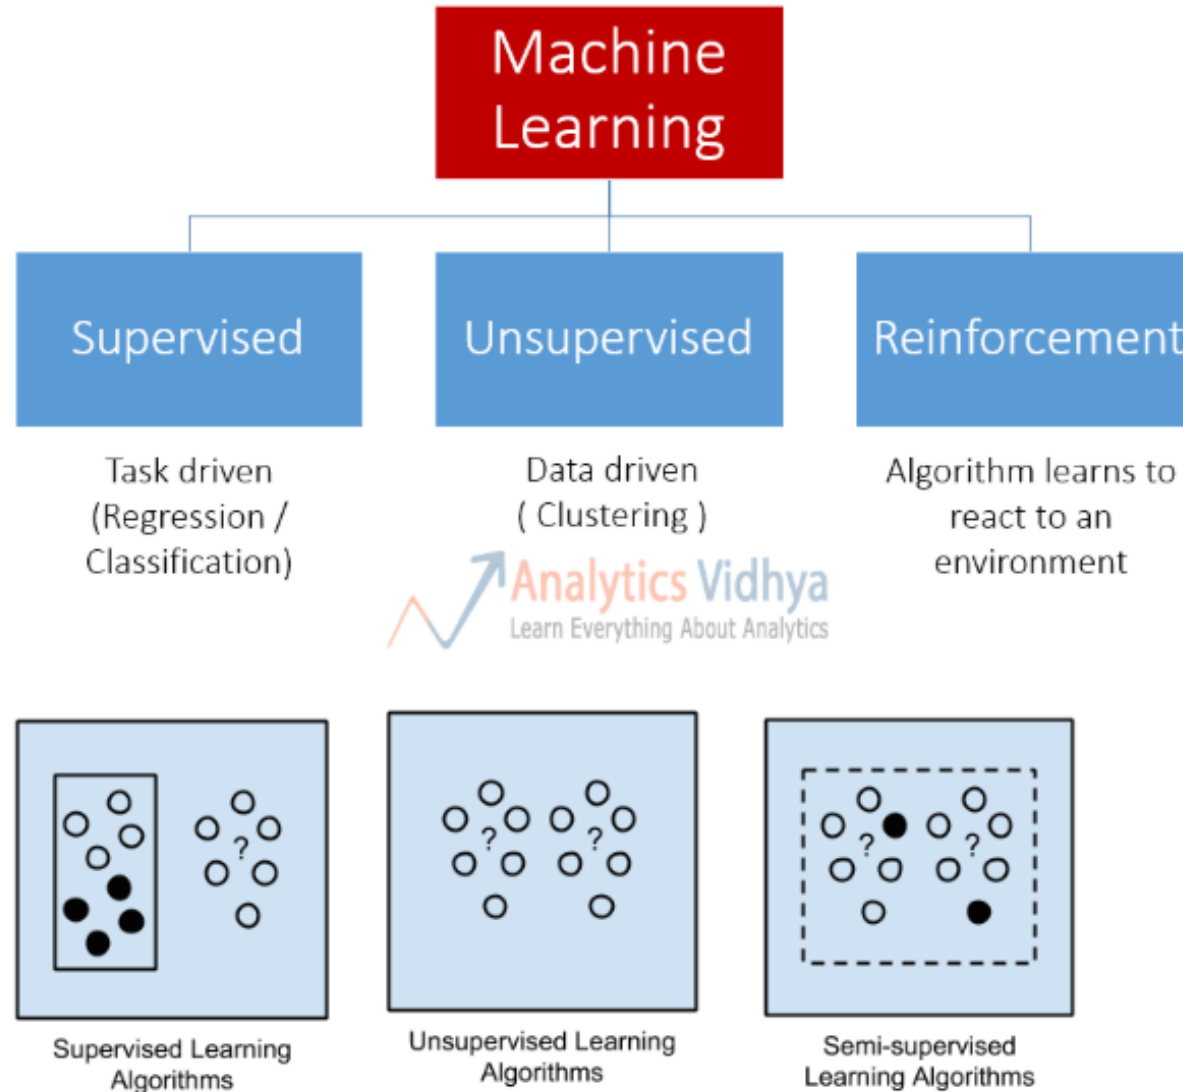 Machine
Learning
Supervised
Unsupervised
Reinforcement
Task driven
(Regression /
Classification)
Data driven
( Clustering )
Algorithm learns to
react to an
environment
Analytics Vidhya
Learn Everything About Analytics
?
? ?
? ?
Supervised Learning
Algorithms
Unsupervised Learning
Algorithms
Semi-supervised
Learning Algorithms